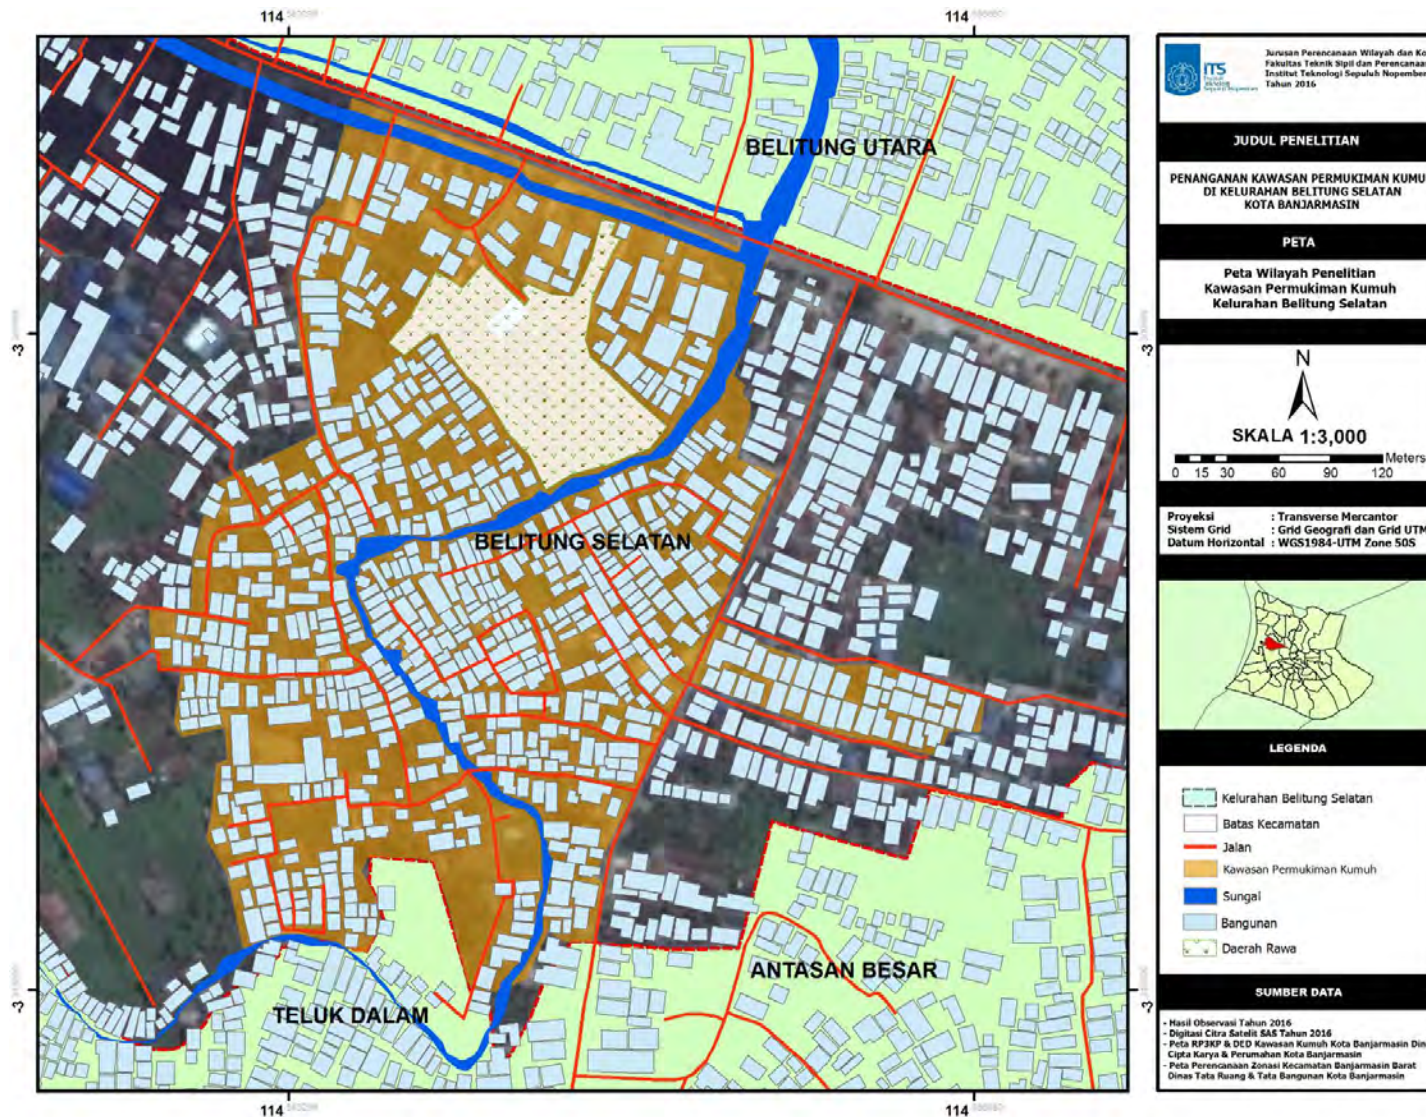 114
114
BELITUNG UTARA
BELITUNG SELATAN
ANTASAN BESAR
TELUK DALAM
-3
-3
-3
-3
114
114
ITS
Institut
Teknologi
Sepuluh Nopember
Jurusan Perencanaan Wilayah dan Ko
Fakultas Teknik Sipil dan Perencanaan
Institut Teknologi Sepuluh Nopember
Tahun 2016
JUDUL PENELITIAN
PENANGANAN KAWASAN PERMUKIMAN KUMU
DI KELURAHAN BELITUNG SELATAN
KOTA BANJARMASIN
PETA
Peta Wilayah Penelitian
Kawasan Permukiman Kumuh
Kelurahan Belitung Selatan
N
SKALA 1:3,000
Meters
0 15 30 60 90 120
Proyeksi : Transverse Mercantor
Sistem Grid : Grid Geografi dan Grid UTM
Datum Horizontal : WGS1984-UTM Zone 50S
LEGENDA
Kelurahan Belitung Selatan
Batas Kecamatan
Jalan
Kawasan Permukiman Kumuh
Sungai
Bangunan
Daerah Rawa
SUMBER DATA
- Hasil Observasi Tahun 2016
- Digitasi Citra Satelit SAS Tahun 2016
- Peta RP3KP & DED Kawasan Kumuh Kota Banjarmasin Din
Cipta Karya & Perumahan Kota Banjarmasin
- Peta Perencanaan Zonasi Kecamatan Banjarmasin Barat
Dinas Tata Ruang & Tata Bangunan Kota Banjarmasin